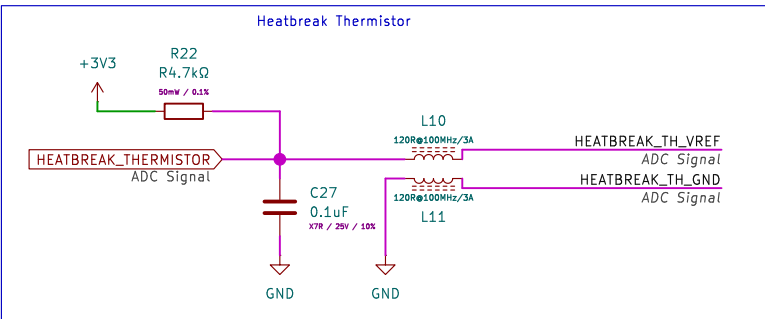 Heatbreak Thermistor
R22
R4.7kΩ
50mW / 0.1%
+3V3
L10
120R@100MHz/3A
HEATBREAK_TH_VREF
ADC Signal
HEATBREAK_THERMISTOR
ADC Signal
HEATBREAK_TH_GND
ADC Signal
120R@100MHz/3A
L11
C27
0.1uF
X7R / 25V / 10%
GND
GND